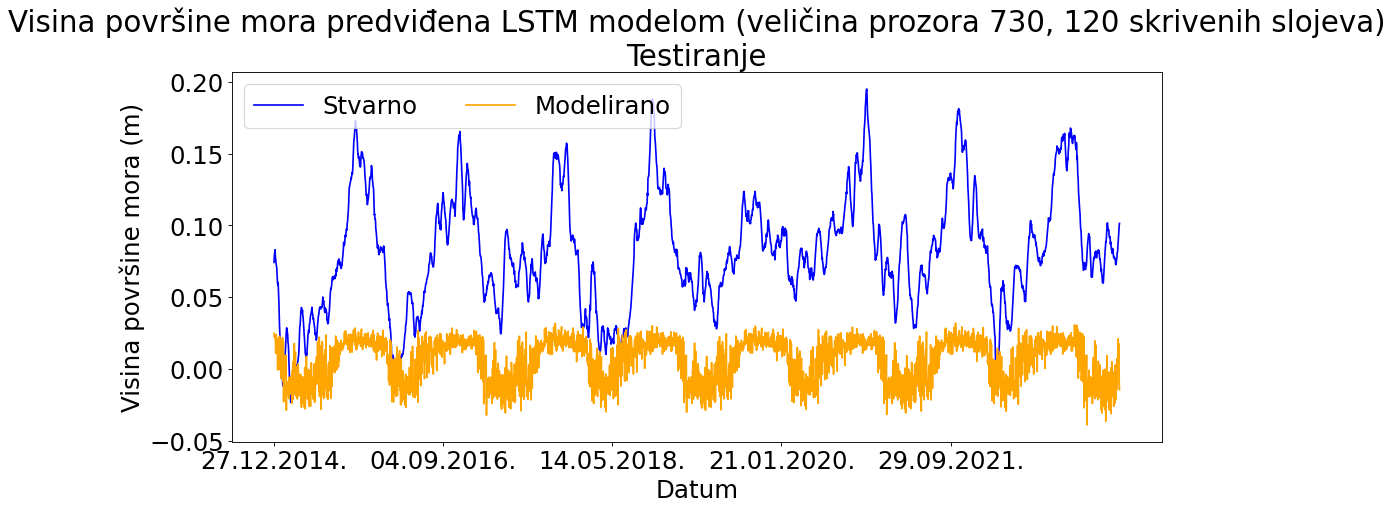 Visina površine mora predviđena LSTM modelom (veličina prozora 730, 120 skrivenih slojeva)
Testiranje
Stvarno Modelirano
Visina površine mora (m)
0.20
0.15
0.10
0.05
0.00
−0.05
27.12.2014. 04.09.2016. 14.05.2018. 21.01.2020. 29.09.2021.
Datum